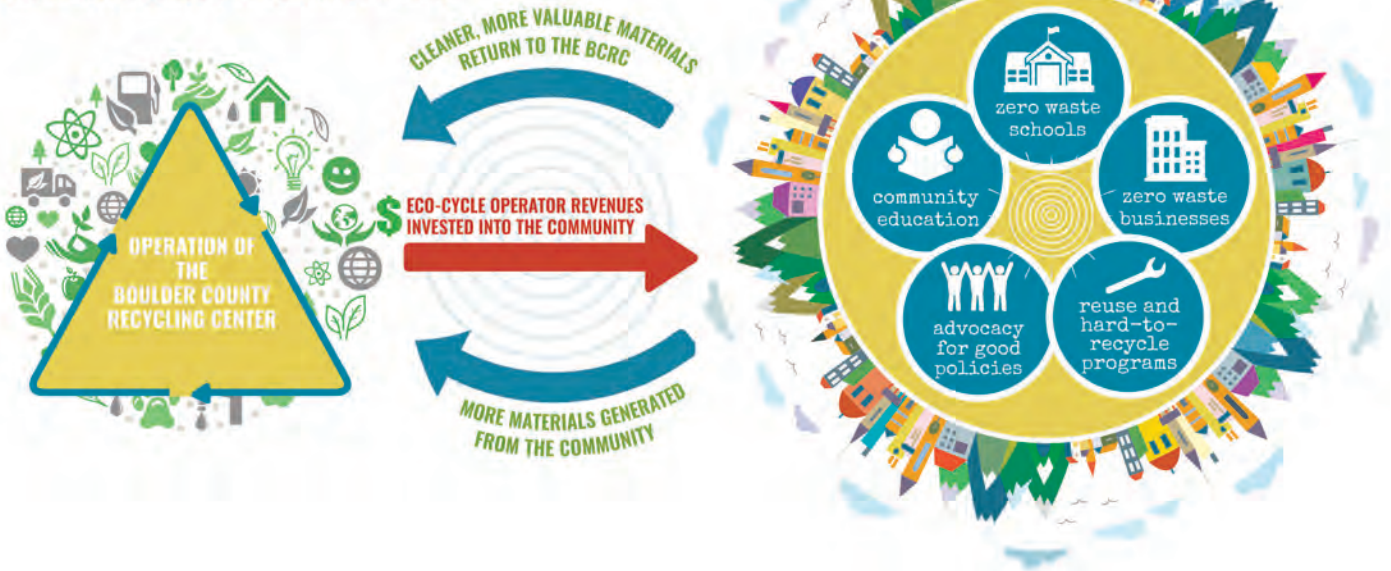 CLEANER, MORE VALUABLE MATERIALS
RETURN TO THE BCRC
OPERATION OF
THE
BOULDER COUNTY
RECYCLING CENTER
$
ECO-CYCLE OPERATOR REVENUES
INVESTED INTO THE COMMUNITY
MORE MATERIALS GENERATED
FROM THE COMMUNITY
zero waste
schools
community
education
zero waste
businesses
advocacy
for good
policies
reuse and
hard-to-
recycle
programs